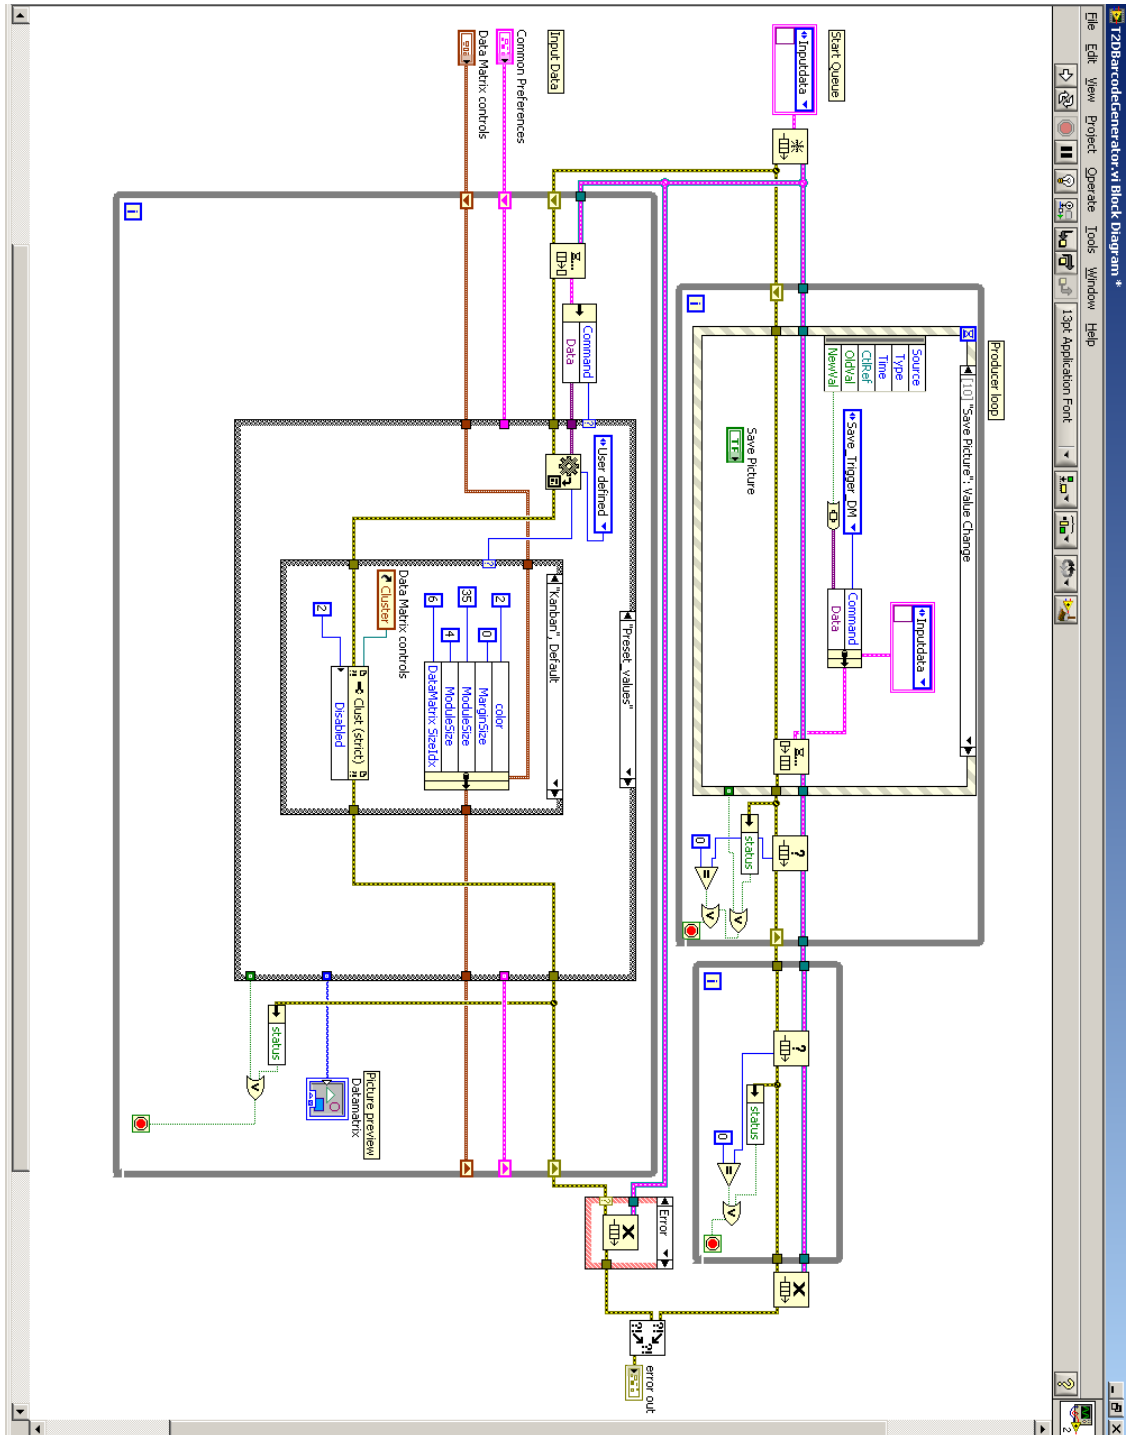 T2DBarcodeGenerator.vi Block Diagram *
File Edit View Project Operate Tools Window Help
13pt Application Font
2
Start Queue
Inputdata
Producer loop
[10] "Save Picture": Value Change
Source
Type
Time
CtlRef
OldVal
NewVal
Save_Trigger_DM
Inputdata
Command
Data
Save Picture
TF
status
0
i
i
status
0
Input Data
Common Preferences
Data Matrix controls
Command
Data
"Preset_values"
User defined
"Kanban", Default
2
0
35
4
6
color
MarginSize
ModuleSize
ModuleSize
DataMatrix SizeIdx
Data Matrix controls
Cluster
Clust (strict)
Disabled
2
i
status
Picture preview
Datamatrix
Error
error out